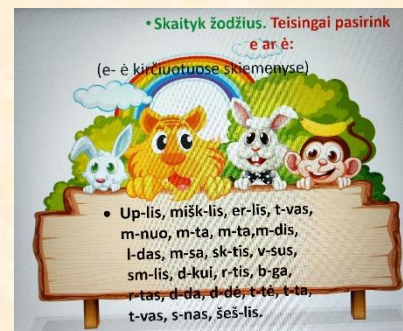 • Skaityk žodžius. Teisingai pasirink
e ar ė:
(e- ė kirčiuotuose skiemenyse)
• Up-lis, mišk-lis, er-lis, t-vas,
m-nuo, m-ta, m-ta,m-dis,
l-das, m-sa, sk-tis, v-sus,
sm-lis, d-kui, r-tis, b-ga,
r-tas, d-da, d-dė, t-tė, t-ta,
t-vas, s-nas, šeš-lis.